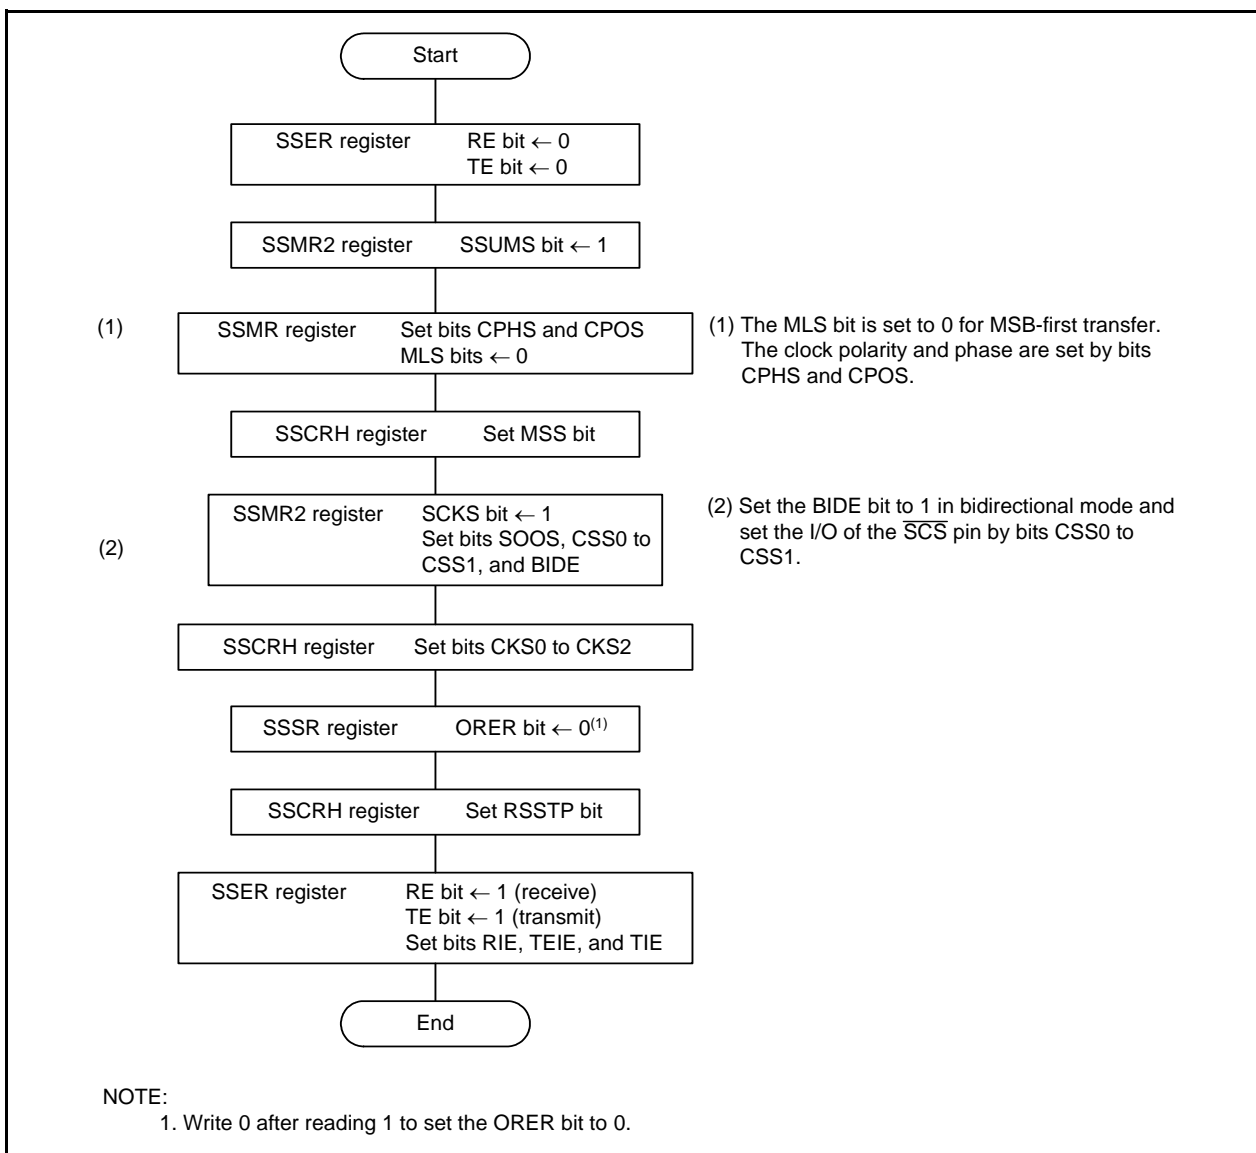 Start
SSER register RE bit ← 0
TE bit ← 0
SSMR2 register SSUMS bit ← 1
(1) SSMR register Set bits CPHS and CPOS
MLS bits ← 0
(1) The MLS bit is set to 0 for MSB-first transfer.
The clock polarity and phase are set by bits
CPHS and CPOS.
SSCRH register Set MSS bit
(2) SSMR2 register SCKS bit ← 1
Set bits SOOS, CSS0 to
CSS1, and BIDE
(2) Set the BIDE bit to 1 in bidirectional mode and
set the I/O of the S̅C̅S̅ pin by bits CSS0 to
CSS1.
SSCRH register Set bits CKS0 to CKS2
SSSR register ORER bit ← 0(1)
SSCRH register Set RSSTP bit
SSER register RE bit ← 1 (receive)
TE bit ← 1 (transmit)
Set bits RIE, TEIE, and TIE
End
NOTE:
1. Write 0 after reading 1 to set the ORER bit to 0.